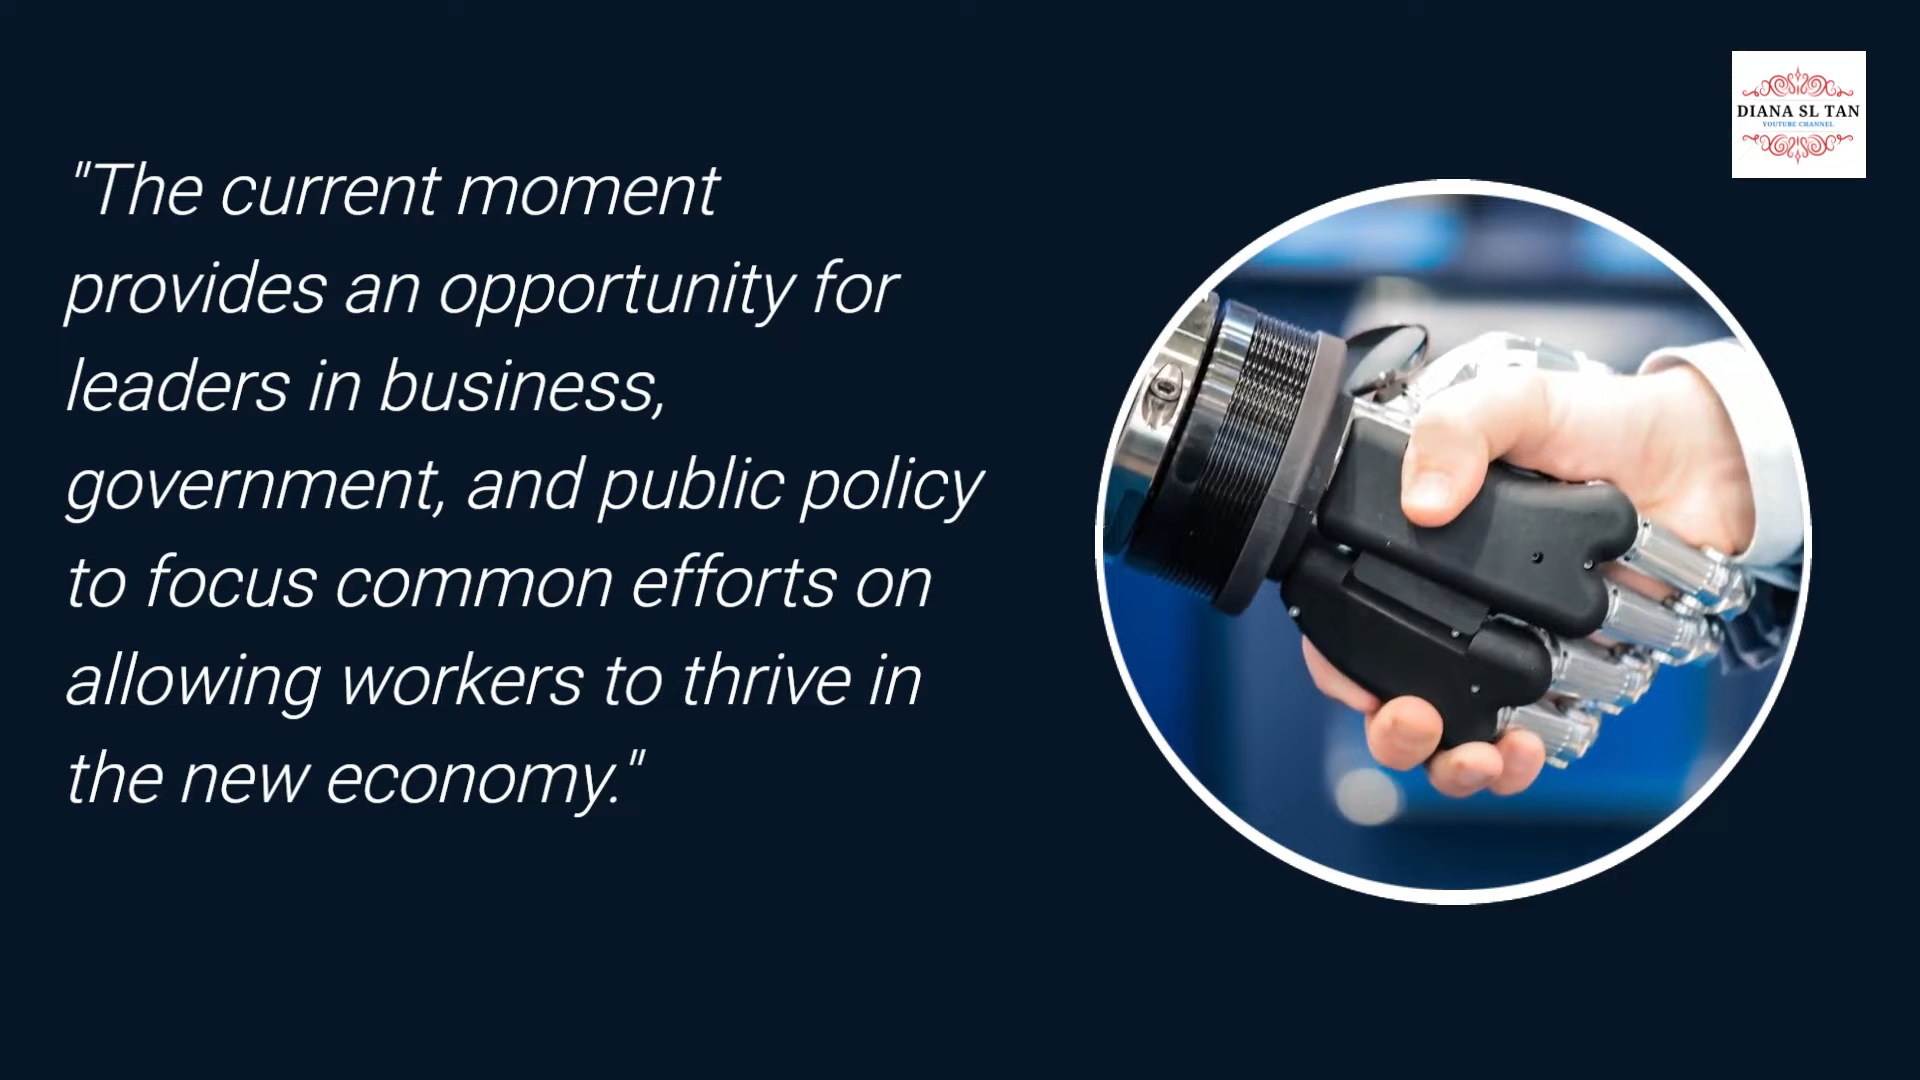 DIANA SL TAN
YOUTUBE CHANNEL
"The current moment
provides an opportunity for
leaders in business,
government, and public policy
to focus common efforts on
allowing workers to thrive in
the new economy."